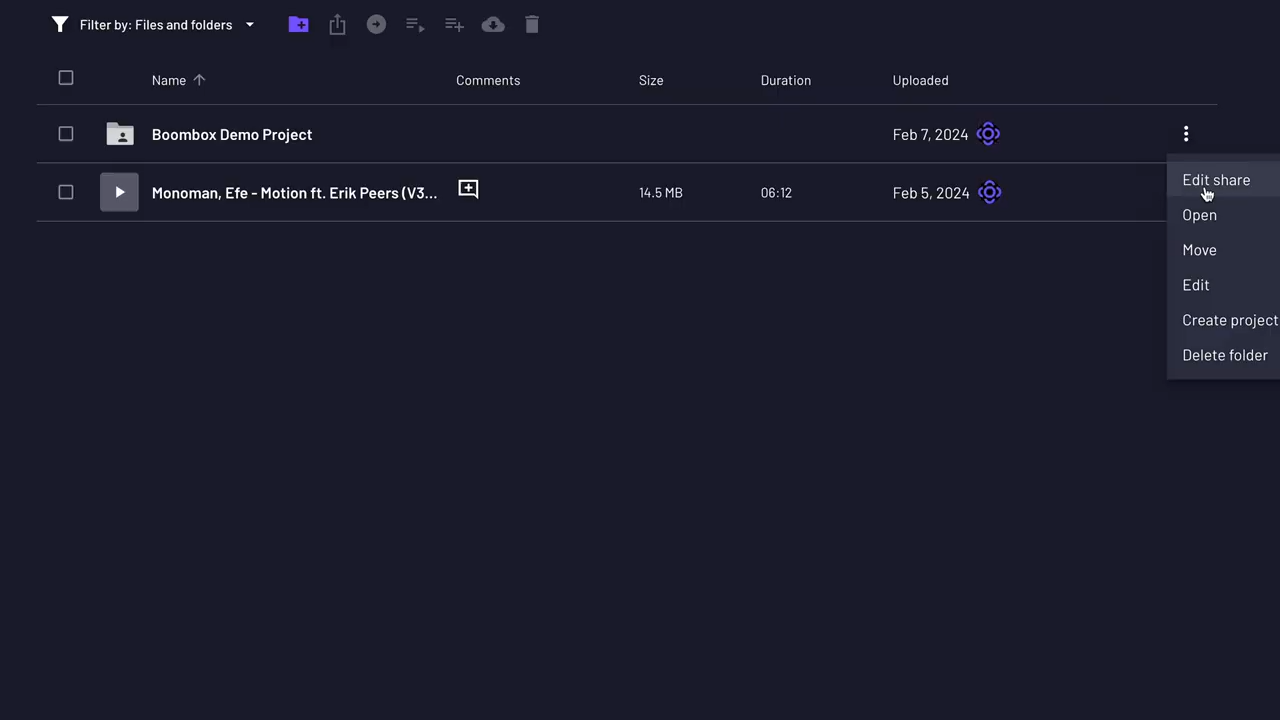 Filter by: Files and folders
Name Comments Size Duration Uploaded
Boombox Demo Project Feb 7, 2024
Monoman, Efe - Motion ft. Erik Peers (V3... 14.5 MB 06:12 Feb 5, 2024
Edit share
Open
Move
Edit
Create project
Delete folder